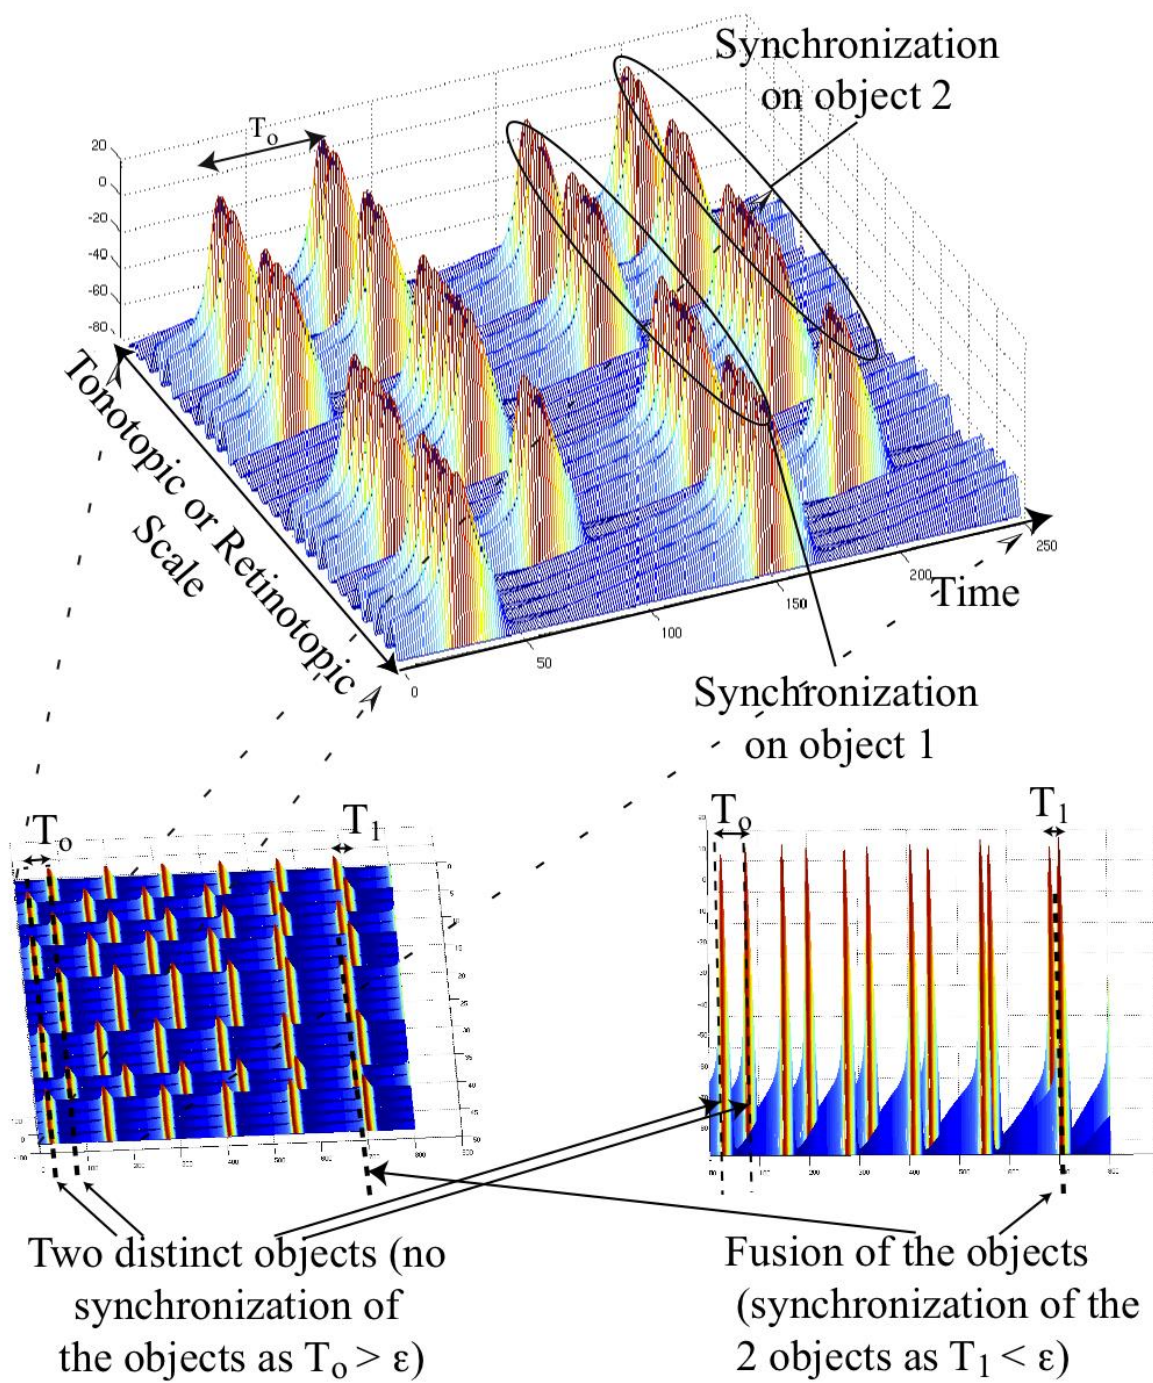 Synchronization
on object 2
To
20
0
-20
-40
-60
-80
Tonotopic or Retinotopic
Scale
0
50
100
150
200
250
Time
Synchronization
on object 1
To
T1
To
T1
Two distinct objects (no
synchronization of
the objects as To > ε)
Fusion of the objects
(synchronization of the
2 objects as T1 < ε)